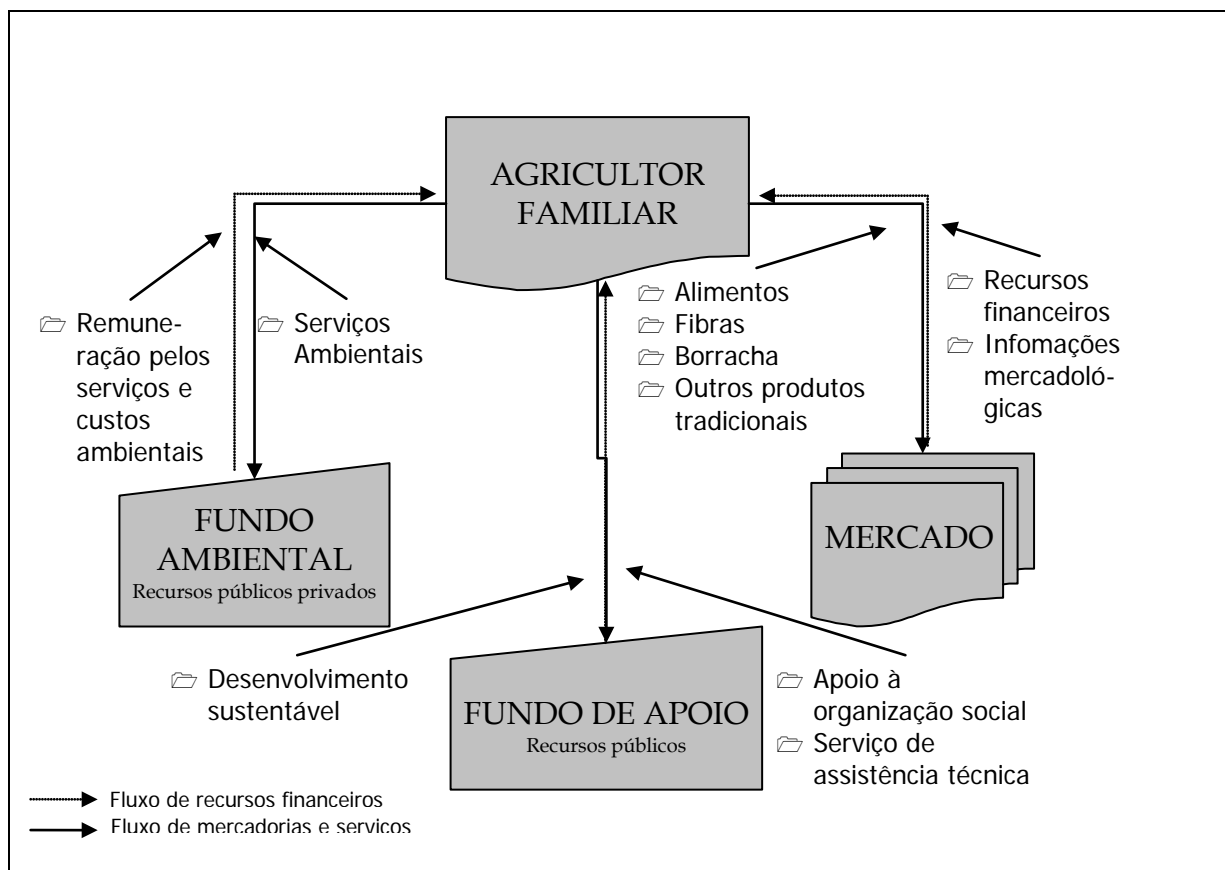 AGRICULTOR
FAMILIAR
Remune-
ração pelos
serviços e
custos
ambientais
Serviços
Ambientais
Alimentos
Fibras
Borracha
Outros produtos
tradicionais
Recursos
financeiros
Infomações
mercadoló-
gicas
FUNDO
AMBIENTAL
Recursos públicos privados
MERCADO
Desenvolvimento
sustentável
FUNDO DE APOIO
Recursos públicos
Apoio à
organização social
Serviço de
assistência técnica
Fluxo de recursos financeiros
Fluxo de mercadorias e servicos